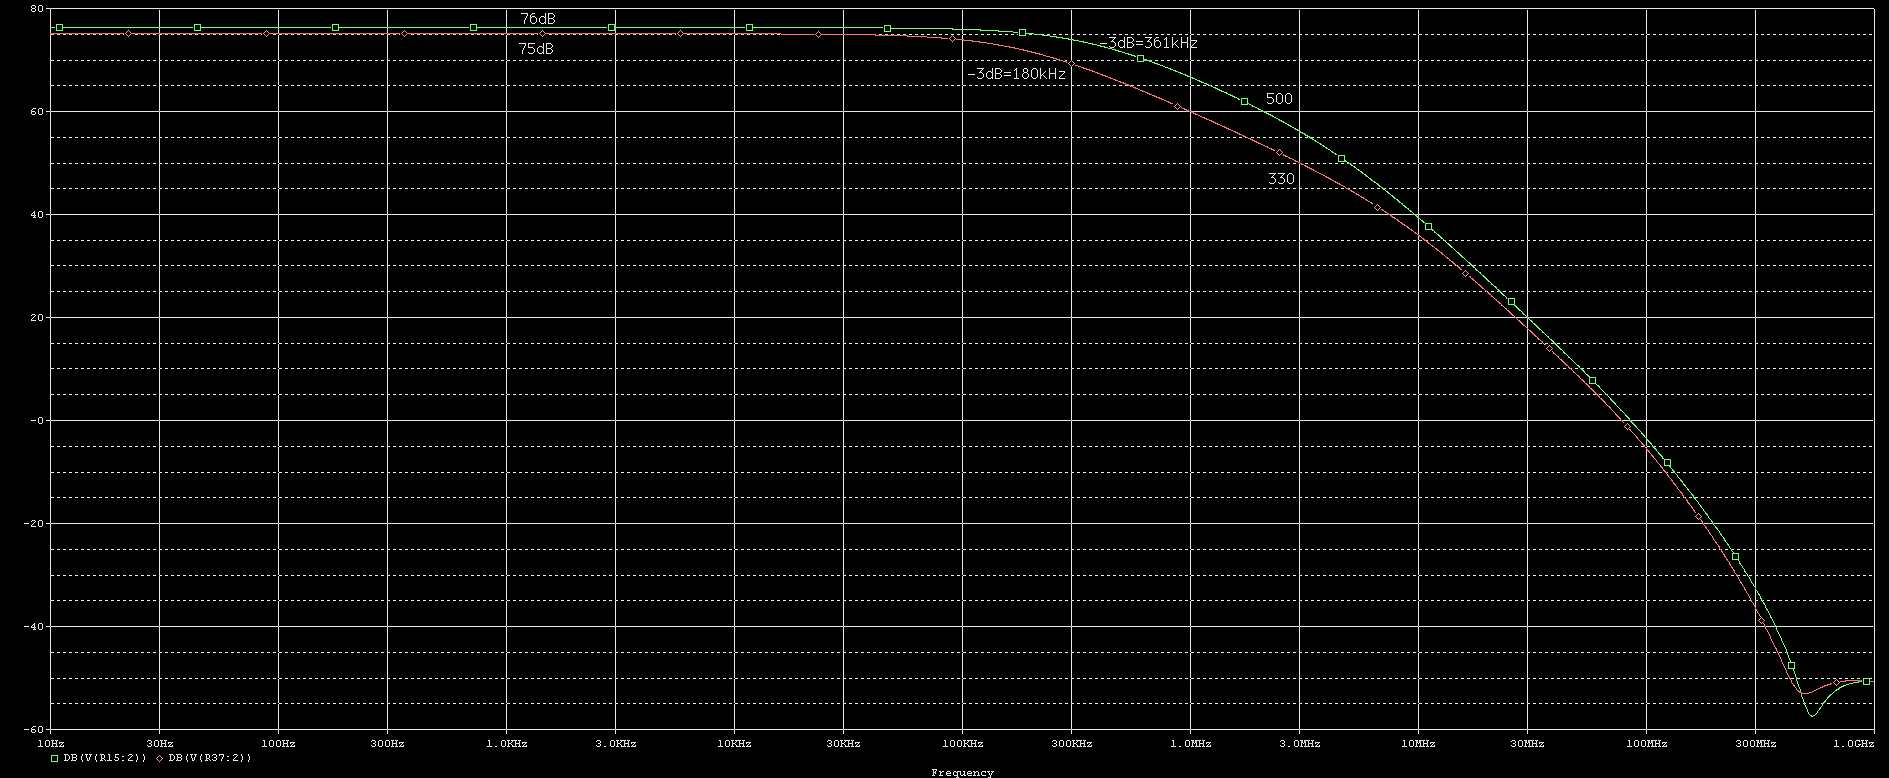 80
76dB
75dB
-3dB=361kHz
-3dB=180kHz
500
60
330
40
20
-0
-20
-40
-60
10Hz 30Hz 100Hz 300Hz 1.0KHz 3.0KHz 10KHz 30KHz 100KHz 300KHz 1.0MHz 3.0MHz 10MHz 30MHz 100MHz 300MHz 1.0GHz
DB(V(R15:2)) DB(V(R37:2))
Frequency